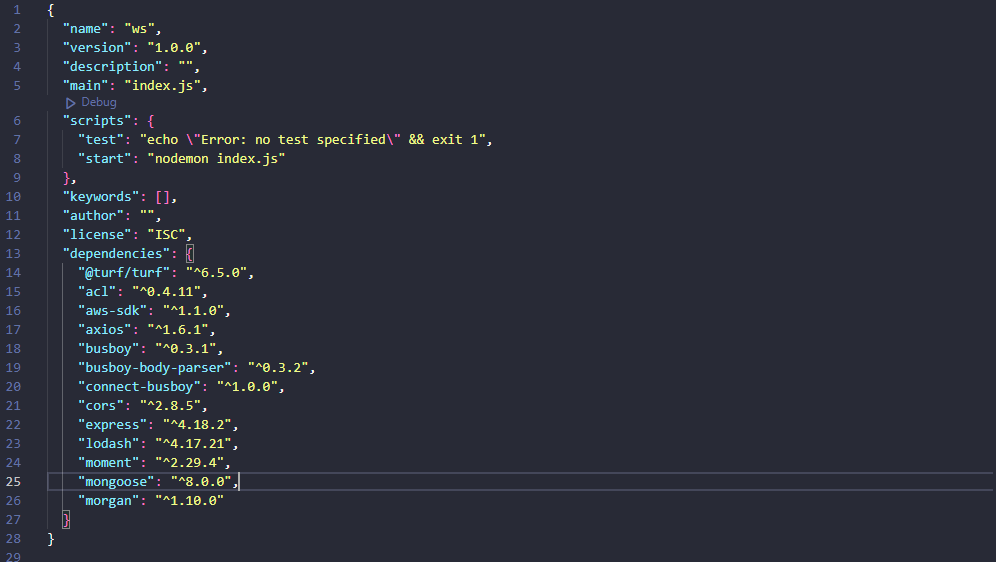 1 {
2 "name": "ws",
3 "version": "1.0.0",
4 "description": "",
5 "main": "index.js",
Debug
6 "scripts": {
7 "test": "echo \"Error: no test specified\" && exit 1",
8 "start": "nodemon index.js"
9 },
10 "keywords": [],
11 "author": "",
12 "license": "ISC",
13 "dependencies": {
14 "@turf/turf": "^6.5.0",
15 "acl": "^0.4.11",
16 "aws-sdk": "^1.1.0",
17 "axios": "^1.6.1",
18 "busboy": "^0.3.1",
19 "busboy-body-parser": "^0.3.2",
20 "connect-busboy": "^1.0.0",
21 "cors": "^2.8.5",
22 "express": "^4.18.2",
23 "lodash": "^4.17.21",
24 "moment": "^2.29.4",
25 "mongoose": "^8.0.0",
26 "morgan": "^1.10.0"
27 }
28 }
29